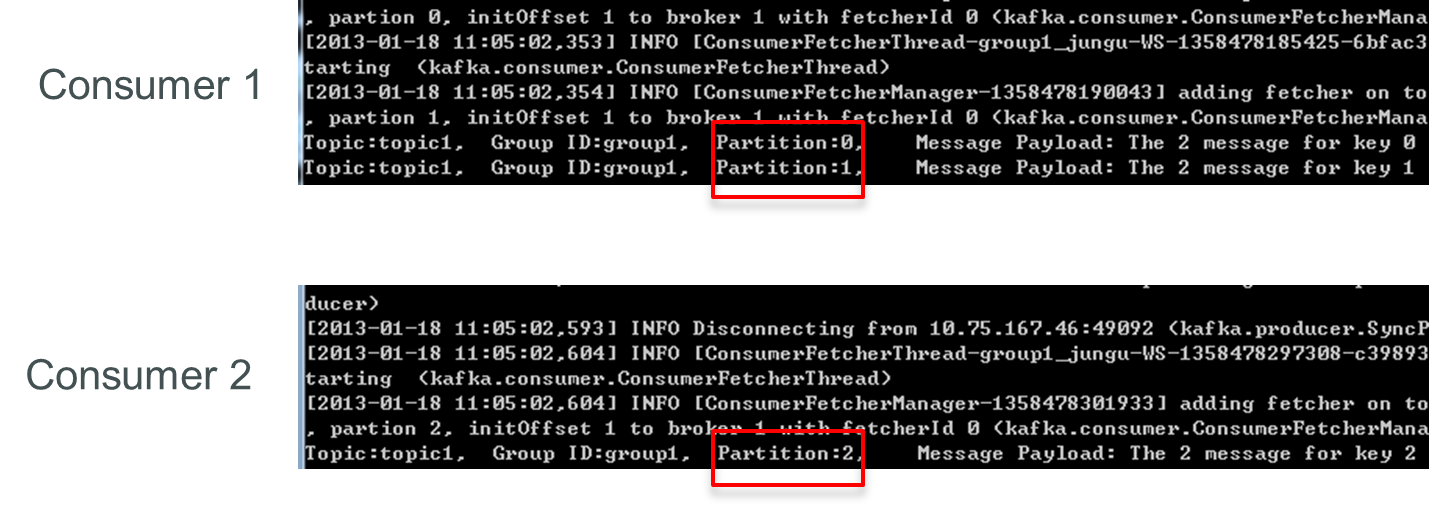 Consumer 1
, partion 0, initOffset 1 to broker 1 with fetcherId 0 (kafka.consumer.ConsumerFetcherMana
[2013-01-18 11:05:02,353] INFO [ConsumerFetcherThread-group1_jungu-WS-1358478185425-6bfac3
tarting (kafka.consumer.ConsumerFetcherThread)
[2013-01-18 11:05:02,354] INFO [ConsumerFetcherManager-1358478190043] adding fetcher on to
, partion 1, initOffset 1 to broker 1 with fetcherId 0 (kafka.consumer.ConsumerFetcherMana
Topic:topic1, Group ID:group1, Partition:0, Message Payload: The 2 message for key 0
Topic:topic1, Group ID:group1, Partition:1, Message Payload: The 2 message for key 1
Consumer 2
ducer)
[2013-01-18 11:05:02,593] INFO Disconnecting from 10.75.167.46:49092 (kafka.producer.SyncP
[2013-01-18 11:05:02,604] INFO [ConsumerFetcherThread-group1_jungu-WS-1358478297308-c39893
tarting (kafka.consumer.ConsumerFetcherThread)
[2013-01-18 11:05:02,604] INFO [ConsumerFetcherManager-1358478301933] adding fetcher on to
, partion 2, initOffset 1 to broker 1 with fetcherId 0 (kafka.consumer.ConsumerFetcherMana
Topic:topic1, Group ID:group1, Partition:2, Message Payload: The 2 message for key 2